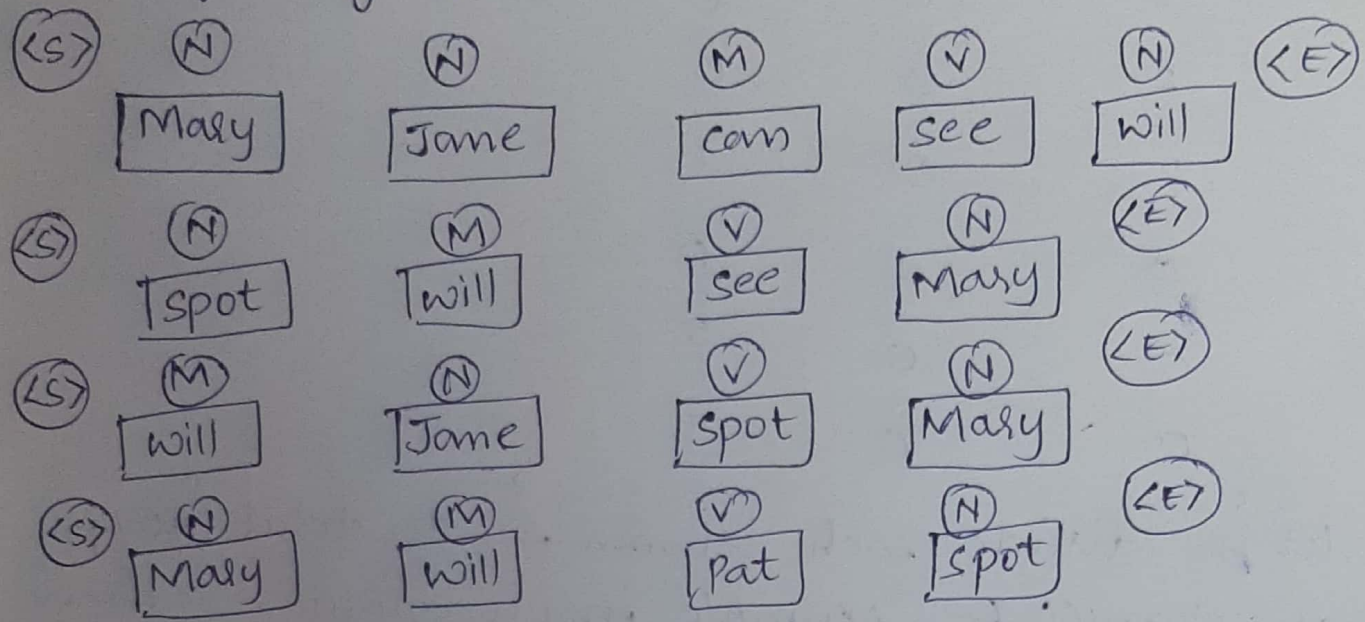 <S> N N M V N <E>
Mary Jane can see will
<S> N M V N <E>
spot will see Mary
<S> M N V N <E>
will Jane spot Mary
<S> N M V N <E>
Mary will Pat spot